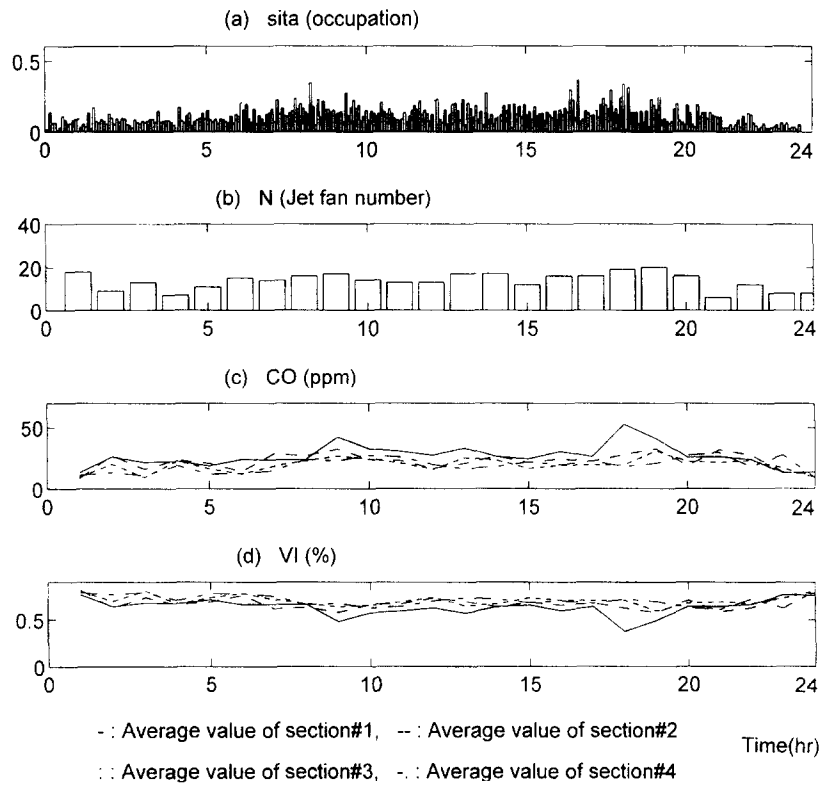 (a) sita (occupation)
0.5
0
0 5 10 15 20 24
(b) N (Jet fan number)
40
20
0
0 5 10 15 20 24
(c) CO (ppm)
50
0
0 5 10 15 20 24
(d) VI (%)
0.5
0
0 5 10 15 20 24
- : Average value of section#1, -- : Average value of section#2
Time(hr)
: : Average value of section#3, -. : Average value of section#4